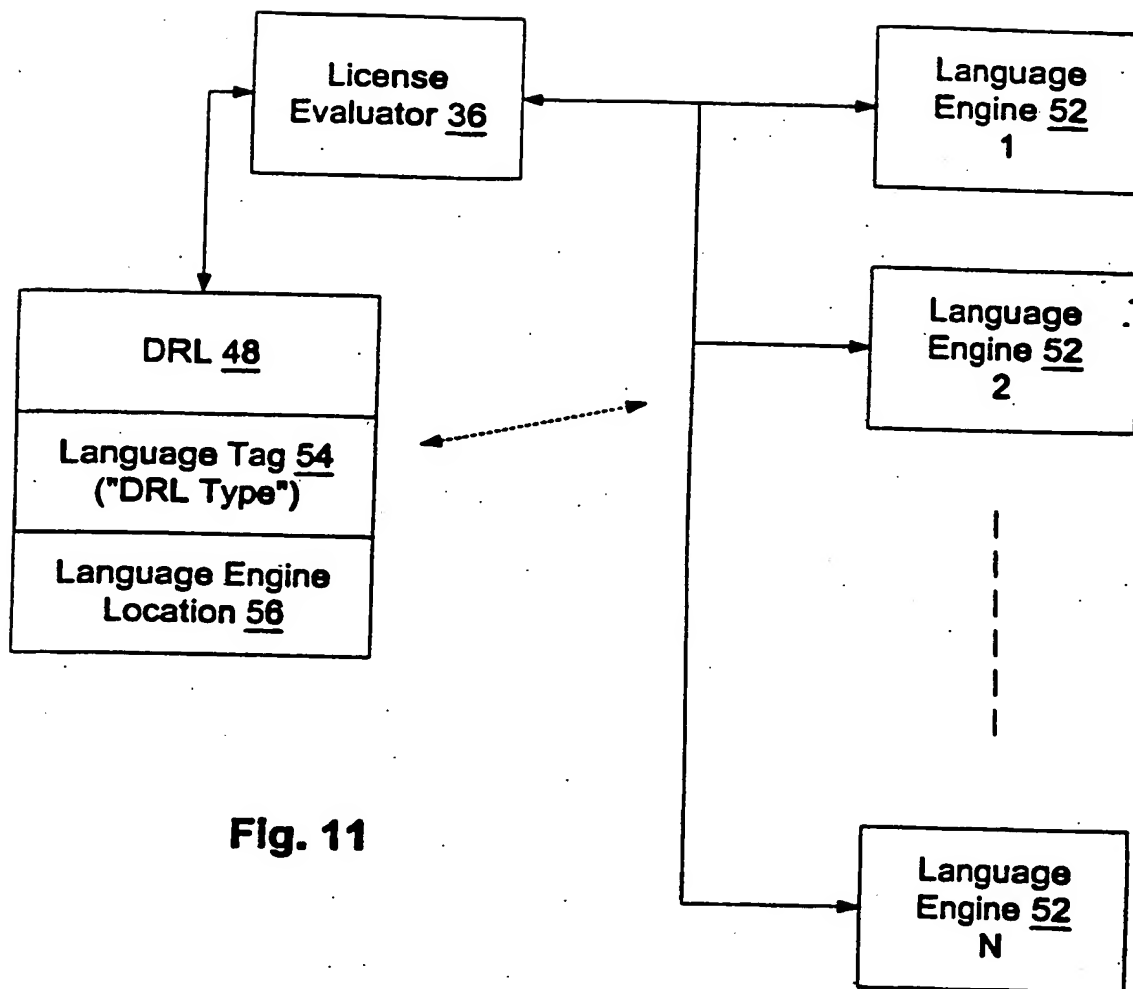 License
Evaluator 36
Language
Engine 52
1
DRL 48
Language Tag 54
("DRL Type")
Language Engine
Location 56
Language
Engine 52
2
Language
Engine 52
N
Fig. 11